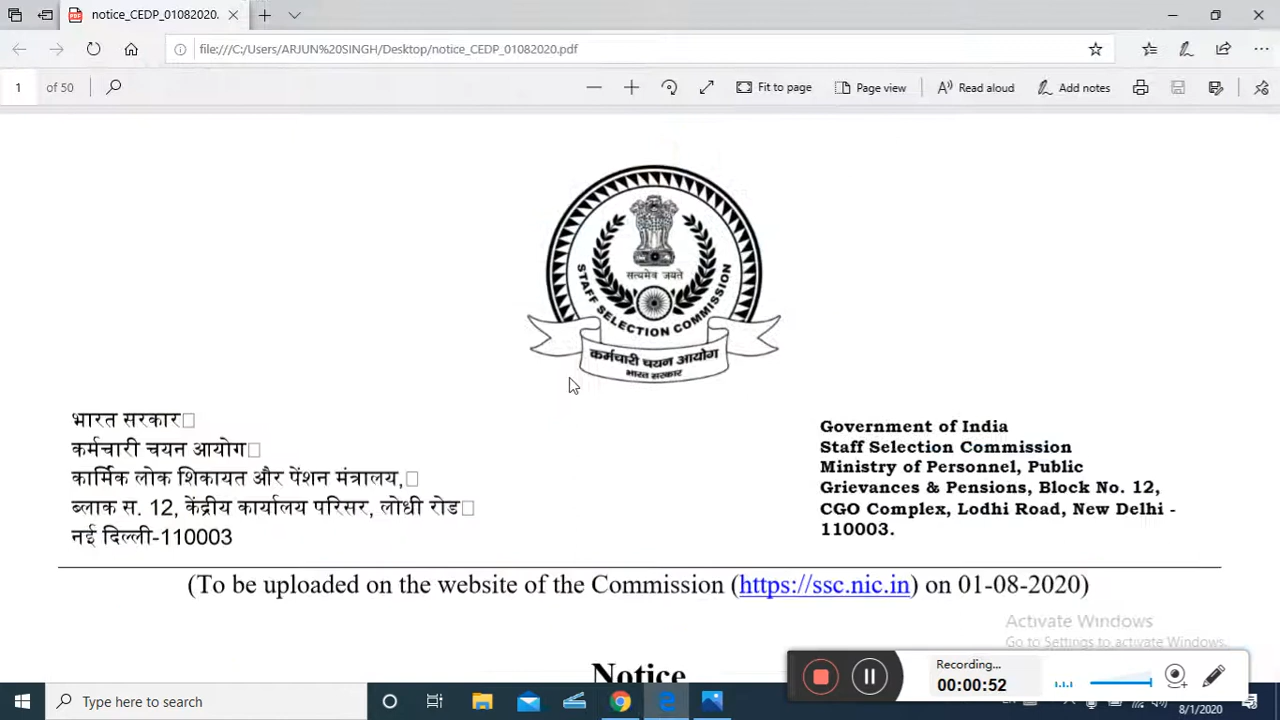 notice_CEDP_01082020.
file:///C:/Users/ARJUN%20SINGH/Desktop/notice_CEDP_01082020.pdf
1 of 50
Fit to page
Page view
Read aloud
Add notes
सत्यमेव जयते
STAFF SELECTION COMMISSION
कर्मचारी चयन आयोग
भारत सरकार
भारत सरकार
कर्मचारी चयन आयोग
कार्मिक लोक शिकायत और पेंशन मंत्रालय,
ब्लाक स. 12, केंद्रीय कार्यालय परिसर, लोधी रोड
नई दिल्ली-110003
Government of India
Staff Selection Commission
Ministry of Personnel, Public
Grievances & Pensions, Block No. 12,
CGO Complex, Lodhi Road, New Delhi -
110003.
(To be uploaded on the website of the Commission (https://ssc.nic.in) on 01-08-2020)
Activate Windows
Go to Settings to activate Windows.
Notice
Recording...
00:00:52
Type here to search
8/1/2020